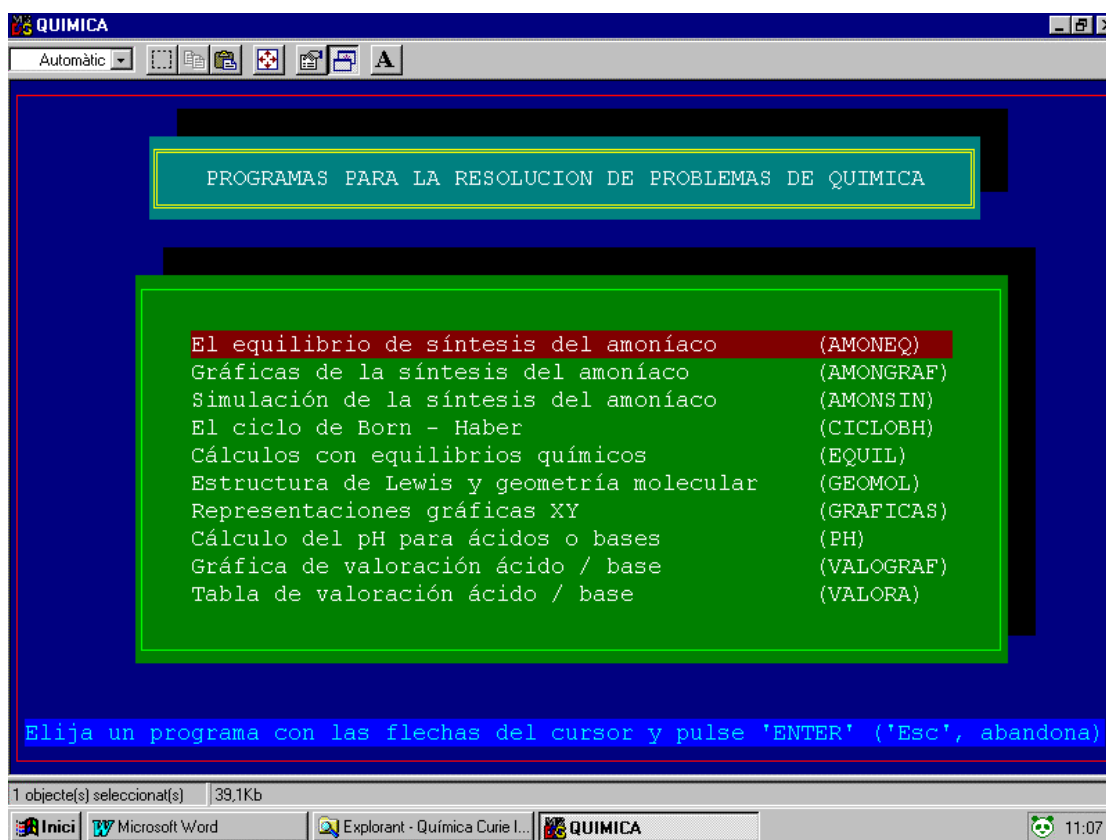 QUIMICA
Automàtic
A
PROGRAMAS PARA LA RESOLUCION DE PROBLEMAS DE QUIMICA
El equilibrio de síntesis del amoníaco (AMONEQ)
Gráficas de la síntesis del amoníaco (AMONGRAF)
Simulación de la síntesis del amoníaco (AMONSIN)
El ciclo de Born - Haber (CICLOBH)
Cálculos con equilibrios químicos (EQUIL)
Estructura de Lewis y geometría molecular (GEOMOL)
Representaciones gráficas XY (GRAFICAS)
Cálculo del pH para ácidos o bases (PH)
Gráfica de valoración ácido / base (VALOGRAF)
Tabla de valoración ácido / base (VALORA)
Elija un programa con las flechas del cursor y pulse 'ENTER' ('Esc', abandona)
1 objecte(s) seleccionat(s) 39,1Kb
Inici Microsoft Word Explorant - Química Curie I... QUIMICA 11:07